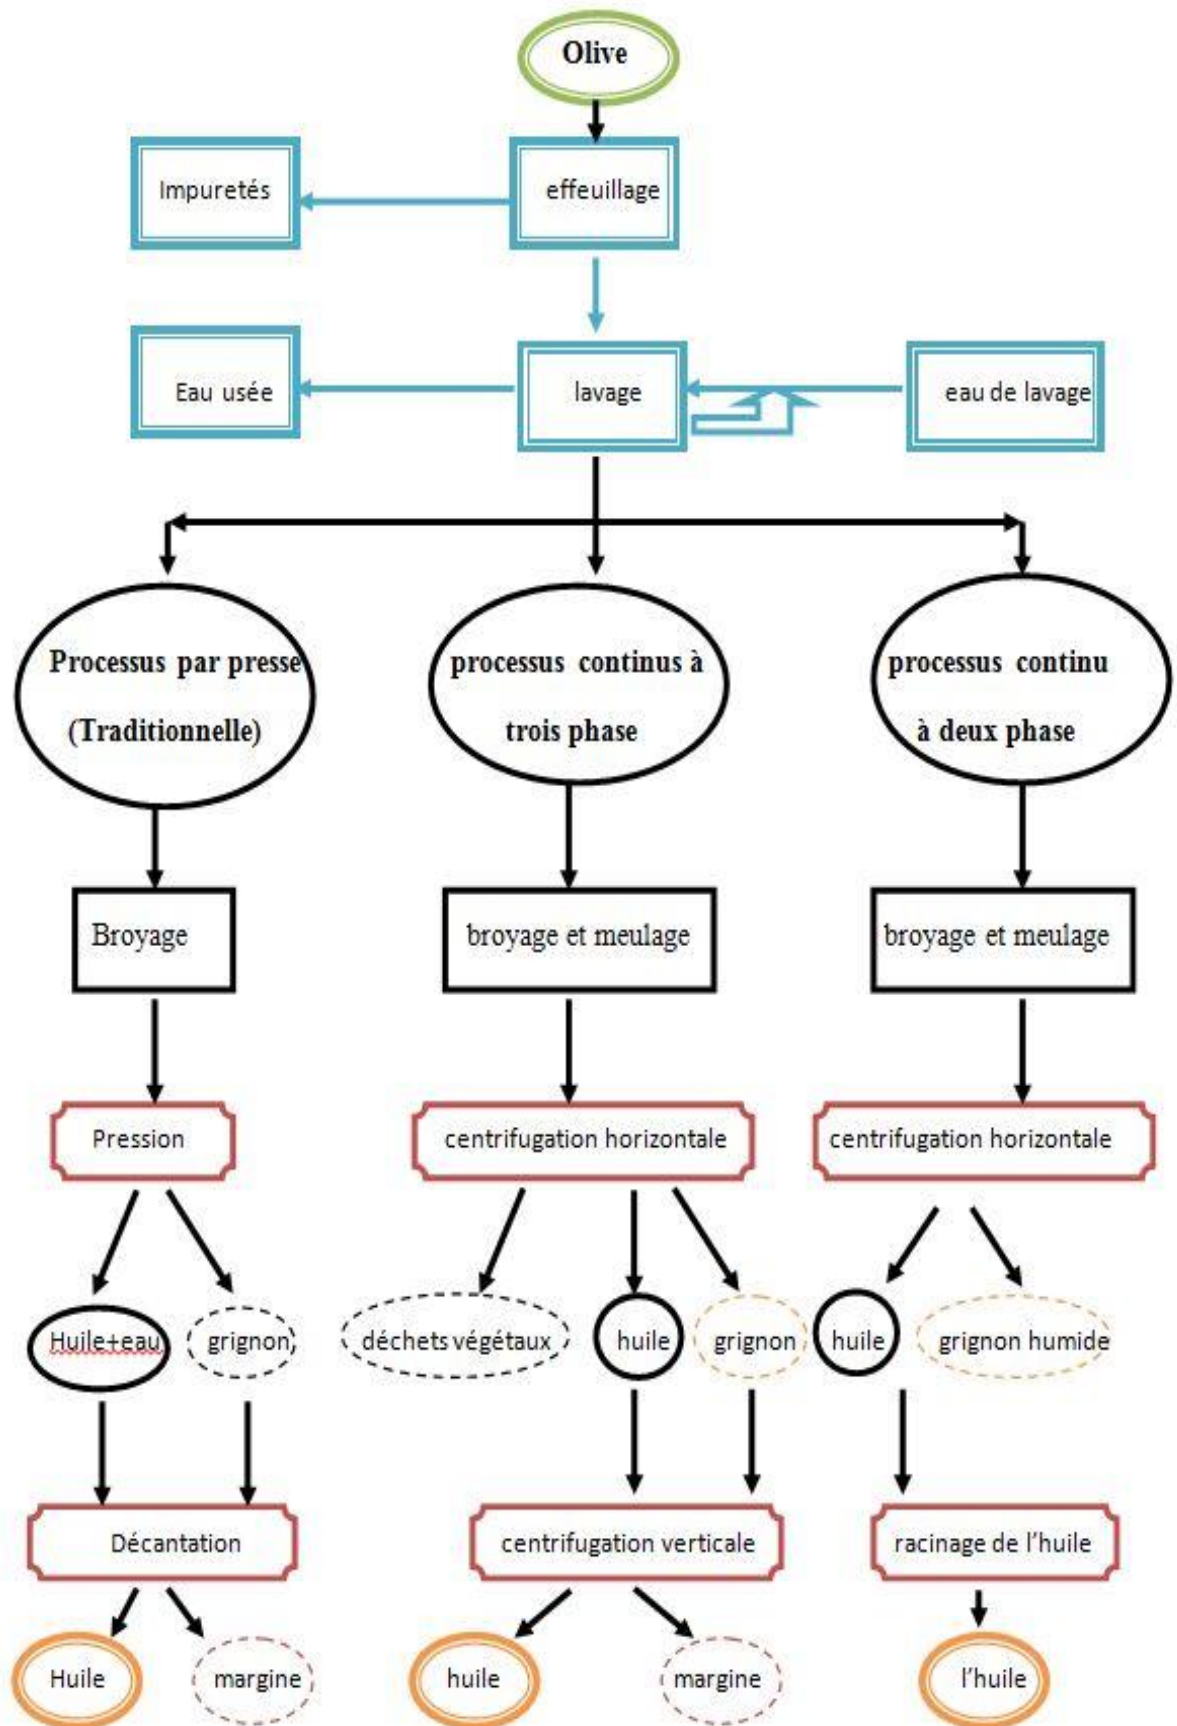 Olive
Impuretés
effeuillage
Eau usée
lavage
eau de lavage
Processus par presse
(Traditionnelle)
processus continus à
trois phase
processus continu
à deux phase
Broyage
broyage et meulage
broyage et meulage
Pression
centrifugation horizontale
centrifugation horizontale
Huile+eau
grignon
déchets végétaux
huile
grignon
huile
grignon humide
Décantation
centrifugation verticale
racinage de l'huile
Huile
margine
huile
margine
l'huile